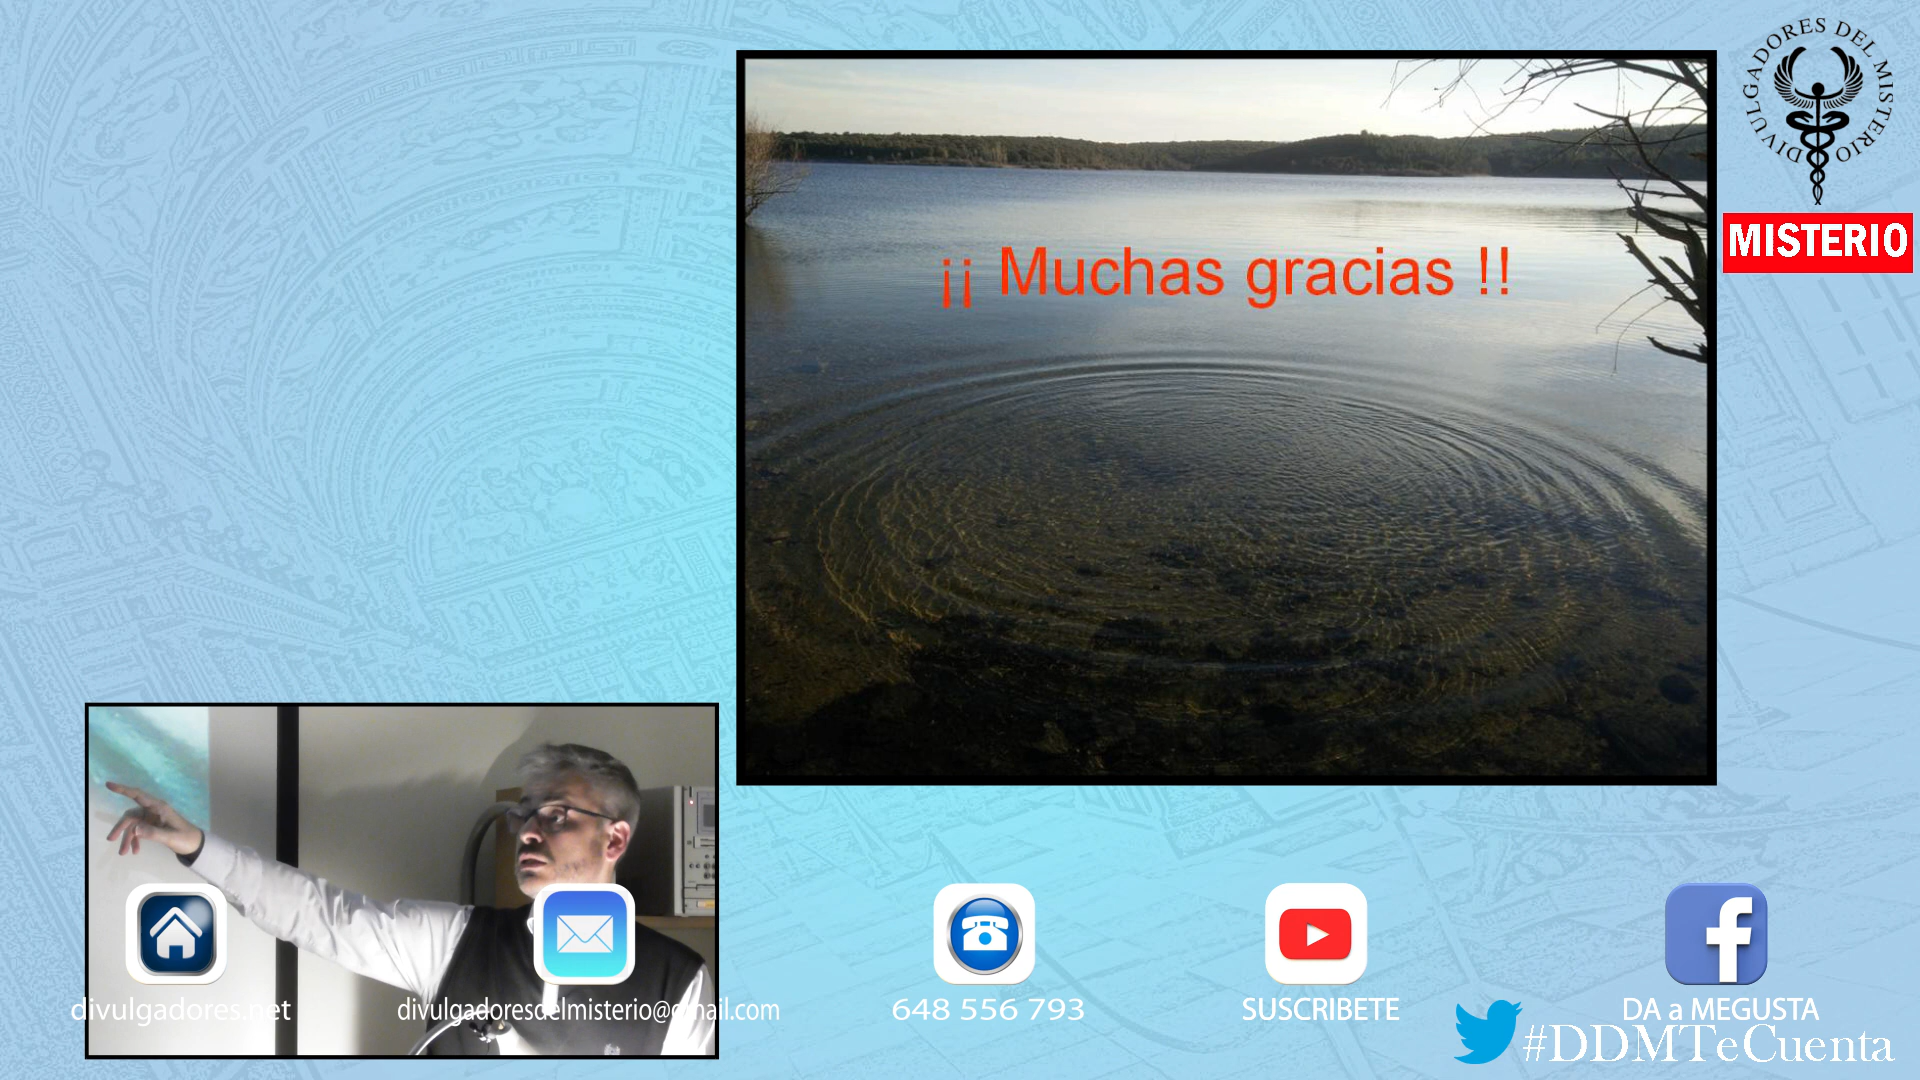 DIVULGADORES DEL MISTERIO
MISTERIO
¡¡ Muchas gracias !!
divulgadores.net
divulgadoresdelmisterio@gmail.com
648 556 793
SUSCRIBETE
DA a MEGUSTA
#DDMTeCuenta